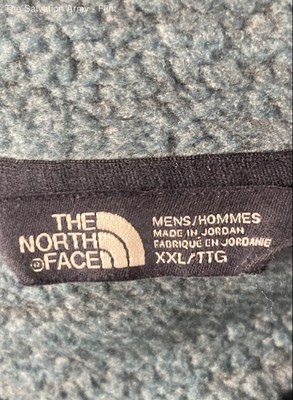 The Salvation Army - Flint
THE
NORTH
FACE
MENS/HOMMES
MADE IN JORDAN
FABRIQUÉ EN JORDANIE
XXL/TTG